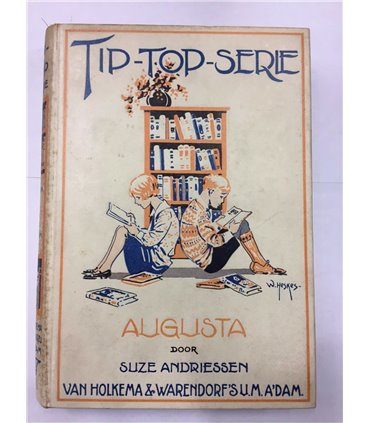 TIP-TOP-SERIE
W. HESKES-
AUGUSTA
DOOR
SUZE ANDRIESSEN
VAN HOLKEMA & WARENDORF'S U.M. A'DAM.